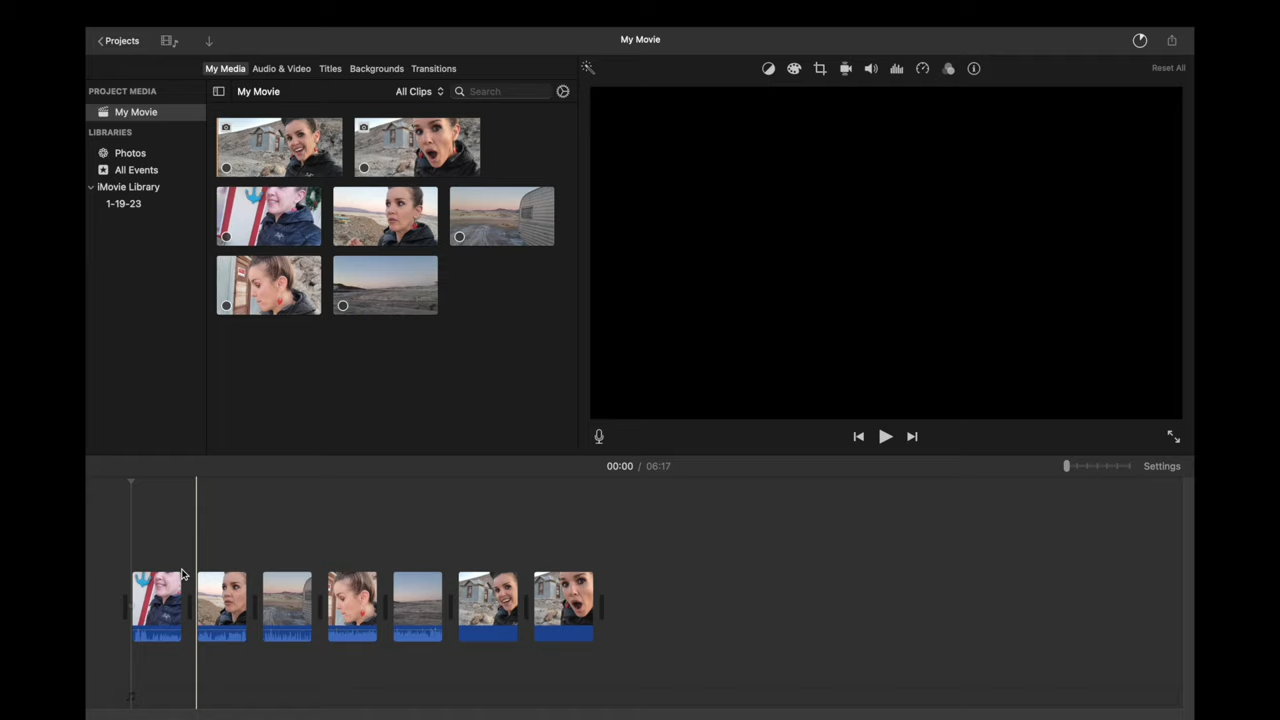 Projects
My Movie
My Media Audio & Video Titles Backgrounds Transitions
Reset All
PROJECT MEDIA
My Movie
LIBRARIES
Photos
All Events
iMovie Library
1-19-23
My Movie All Clips Search
00:00 / 06:17 Settings